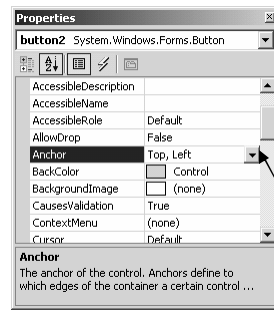 Properties
button2 System.Windows.Forms.Button
AccessibleDescription
AccessibleName
AccessibleRole Default
AllowDrop False
Anchor Top, Left
BackColor Control
BackgroundImage (none)
CausesValidation True
ContextMenu (none)
Cursor Default
Anchor
The anchor of the control. Anchors define to
which edges of the container a certain control ...